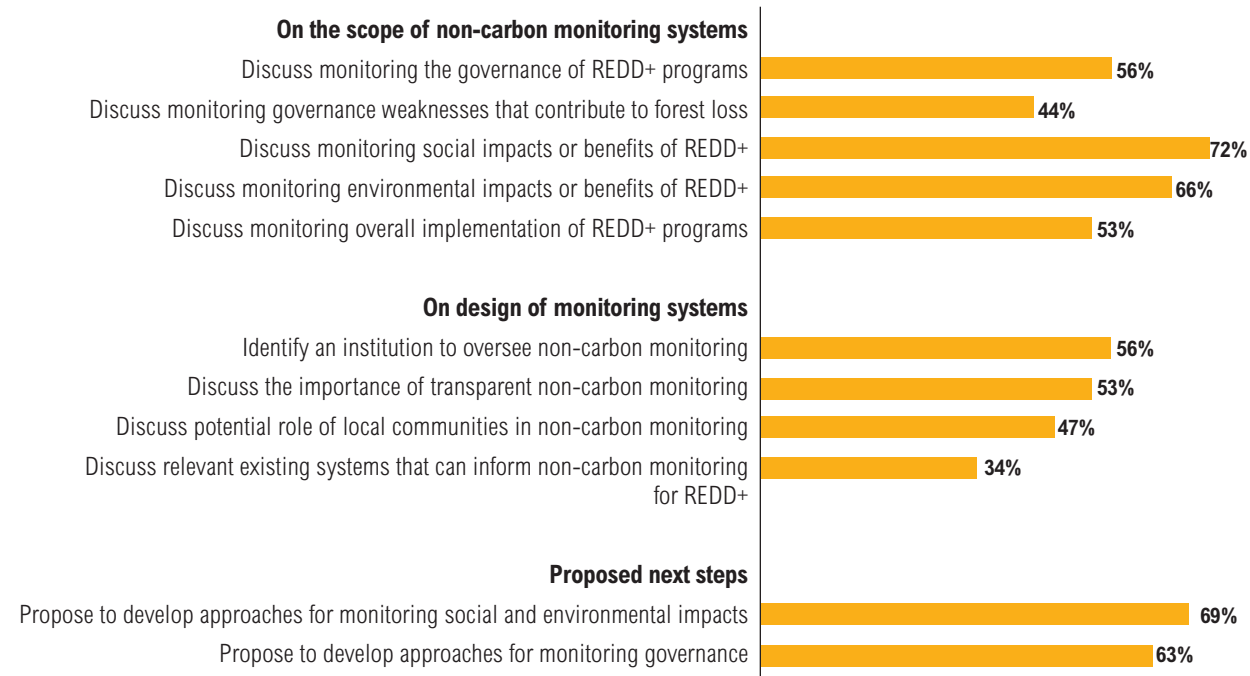 On the scope of non-carbon monitoring systems
Discuss monitoring the governance of REDD+ programs 56%
Discuss monitoring governance weaknesses that contribute to forest loss 44%
Discuss monitoring social impacts or benefits of REDD+ 72%
Discuss monitoring environmental impacts or benefits of REDD+ 66%
Discuss monitoring overall implementation of REDD+ programs 53%
On design of monitoring systems
Identify an institution to oversee non-carbon monitoring 56%
Discuss the importance of transparent non-carbon monitoring 53%
Discuss potential role of local communities in non-carbon monitoring 47%
Discuss relevant existing systems that can inform non-carbon monitoring 34%
for REDD+
Proposed next steps
Propose to develop approaches for monitoring social and environmental impacts 69%
Propose to develop approaches for monitoring governance 63%